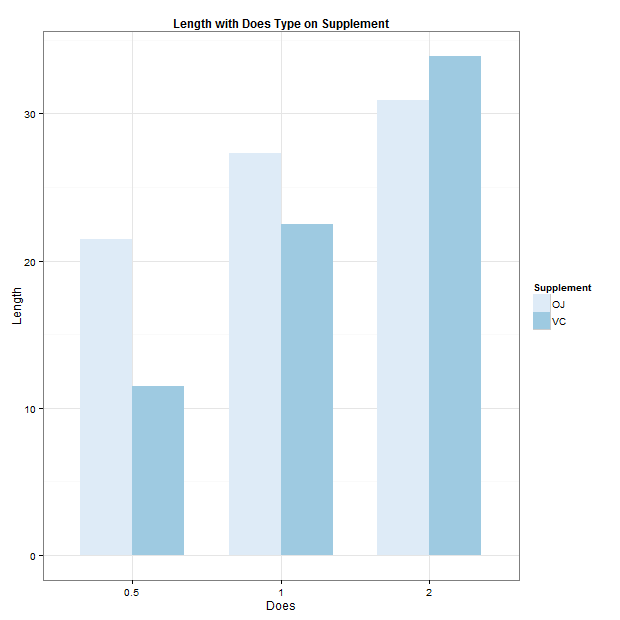 Length with Does Type on Supplement
30
20
10
0
Length
0.5 1 2
Does
Supplement
OJ
VC